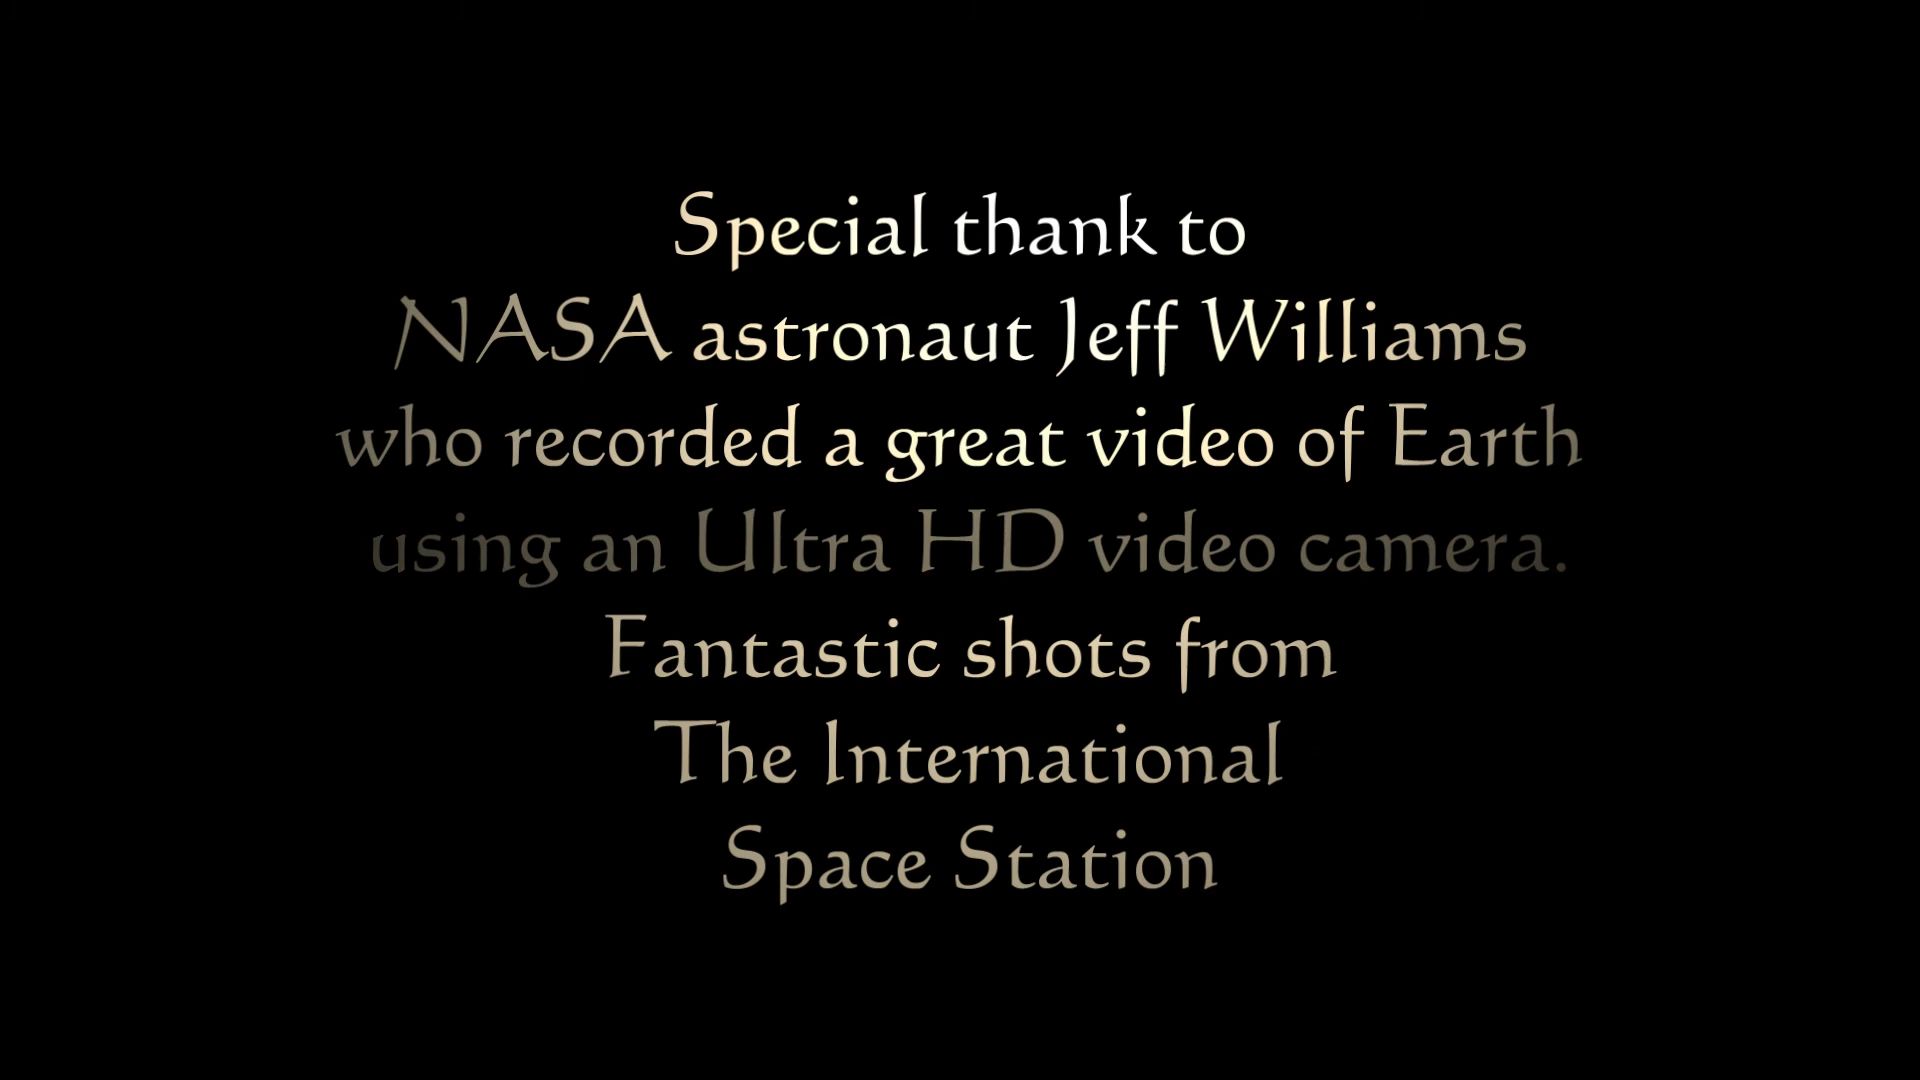 Special thank to
NASA astronaut Jeff Williams
who recorded a great video of Earth
using an Ultra HD video camera.
Fantastic shots from
The International
Space Station